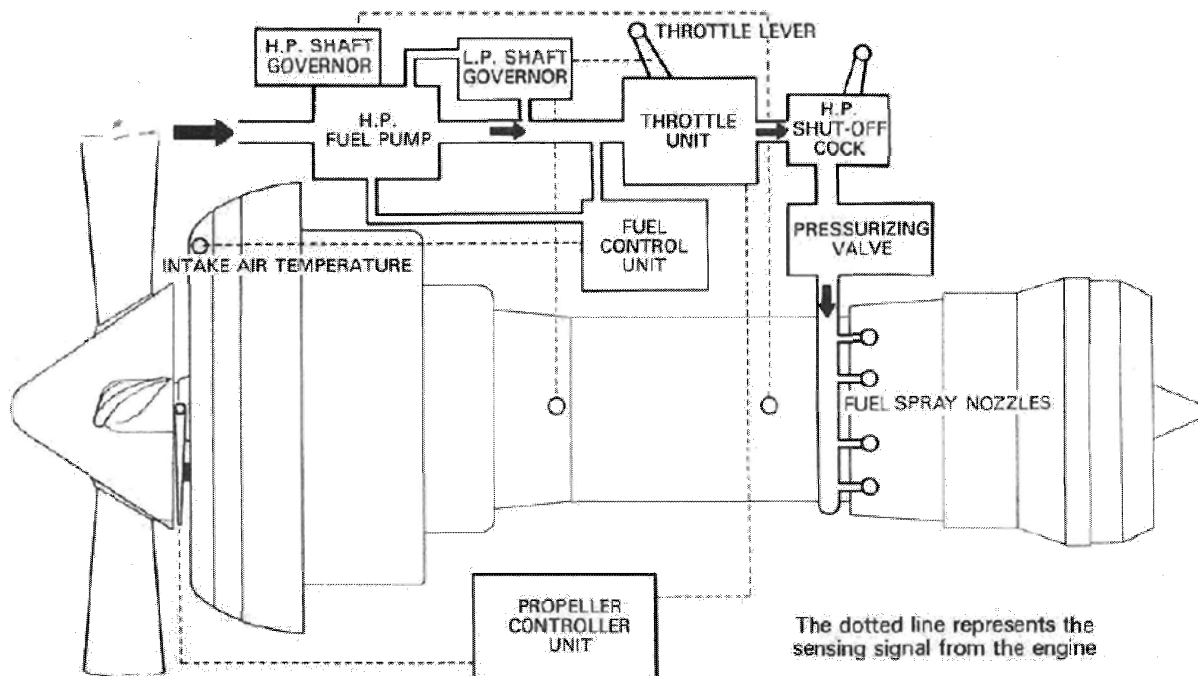 H.P. SHAFT
GOVERNOR
L.P. SHAFT
GOVERNOR
THROTTLE LEVER
H.P.
FUEL PUMP
THROTTLE
UNIT
H.P.
SHUT-OFF
COCK
FUEL
CONTROL
UNIT
PRESSURIZING
VALVE
INTAKE AIR TEMPERATURE
FUEL SPRAY NOZZLES
PROPELLER
CONTROLLER
UNIT
The dotted line represents the
sensing signal from the engine